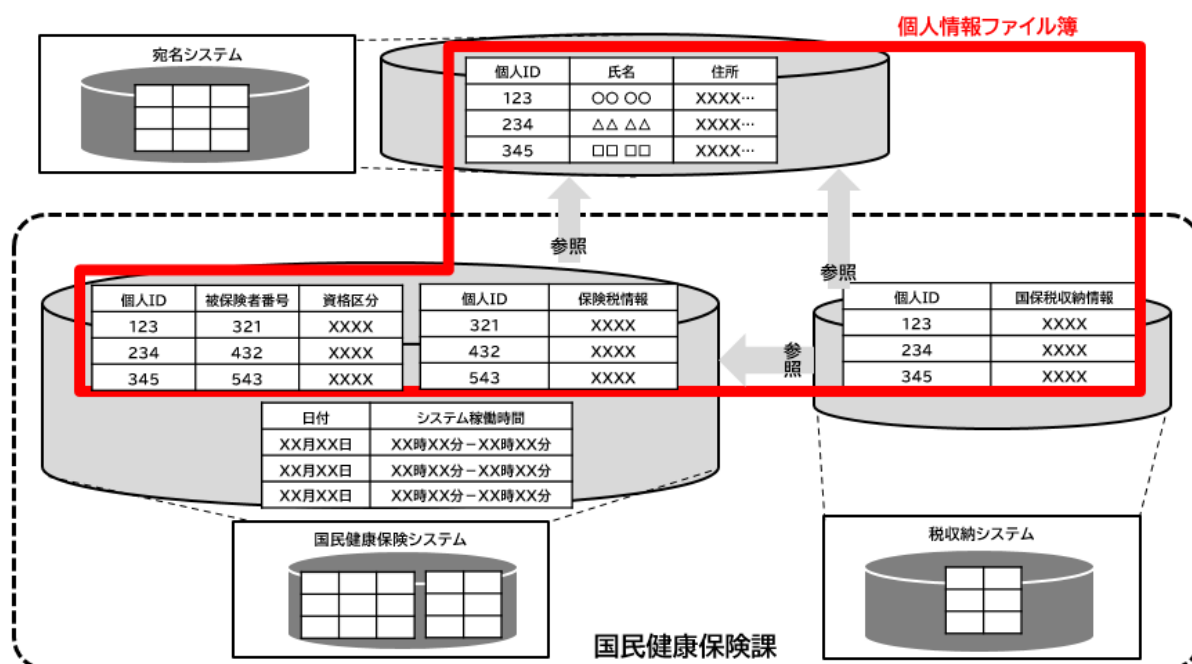 個人情報ファイル簿
宛名システム
個人ID 氏名 住所
123 〇〇 〇〇 XXXX…
234 △△ △△ XXXX…
345 □□ □□ XXXX…
参照
参照
個人ID 被保険者番号 資格区分
123 321 XXXX
234 432 XXXX
345 543 XXXX
個人ID 保険税情報
321 XXXX
432 XXXX
543 XXXX
参照
個人ID 国保税収納情報
123 XXXX
234 XXXX
345 XXXX
日付 システム稼働時間
XX月XX日 XX時XX分－XX時XX分
XX月XX日 XX時XX分－XX時XX分
XX月XX日 XX時XX分－XX時XX分
国民健康保険システム
税収納システム
国民健康保険課